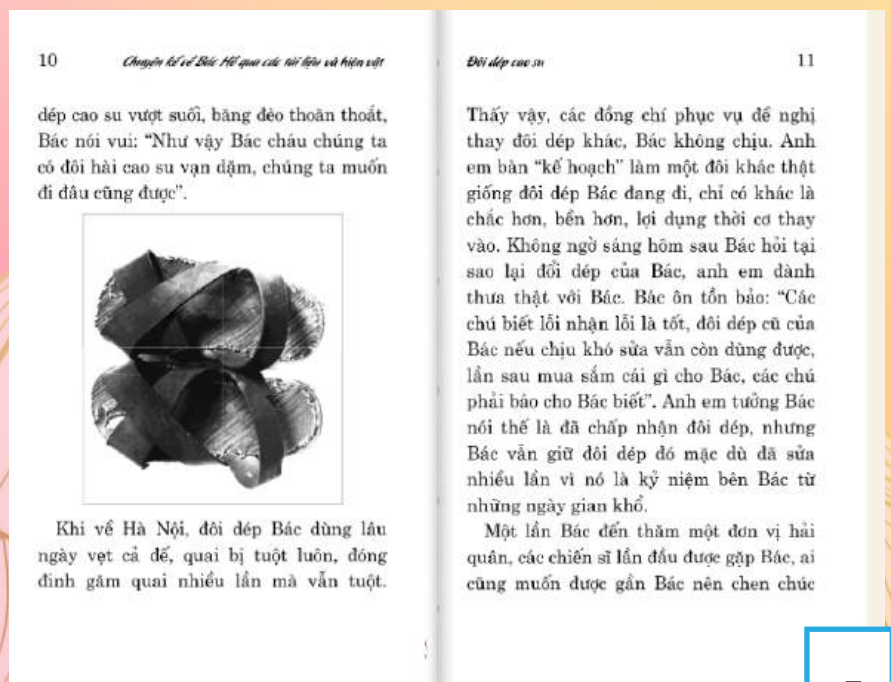 10
Chuyện kể về Bác Hồ qua các tài liệu và hiện vật
dép cao su vượt suối, băng đèo thoăn thoắt,
Bác nói vui: “Như vậy Bác cháu chúng ta
có đôi hài cao su vạn dặm, chúng ta muốn
đi đâu cũng được”.
Khi về Hà Nội, đôi dép Bác dùng lâu
ngày vẹt cả đế, quai bị tuột luôn, đóng
đinh găm quai nhiều lần mà vẫn tuột.
Đôi dép cao su
11
Thấy vậy, các đồng chí phục vụ đề nghị
thay đôi dép khác, Bác không chịu. Anh
em bàn “kế hoạch” làm một đôi khác thật
giống đôi dép Bác đang đi, chỉ có khác là
chắc hơn, bền hơn, lợi dụng thời cơ thay
vào. Không ngờ sáng hôm sau Bác hỏi tại
sao lại đổi dép của Bác, anh em đành
thưa thật với Bác. Bác ôn tồn bảo: “Các
chú biết lỗi nhận lỗi là tốt, đôi dép cũ của
Bác nếu chịu khó sửa vẫn còn dùng được,
lần sau mua sắm cái gì cho Bác, các chú
phải báo cho Bác biết”. Anh em tưởng Bác
nói thế là đã chấp nhận đôi dép, nhưng
Bác vẫn giữ đôi dép đó mặc dù đã sửa
nhiều lần vì nó là kỷ niệm bên Bác từ
những ngày gian khổ.
Một lần Bác đến thăm một đơn vị hải
quân, các chiến sĩ lần đầu được gặp Bác, ai
cũng muốn được gần Bác nên chen chúc